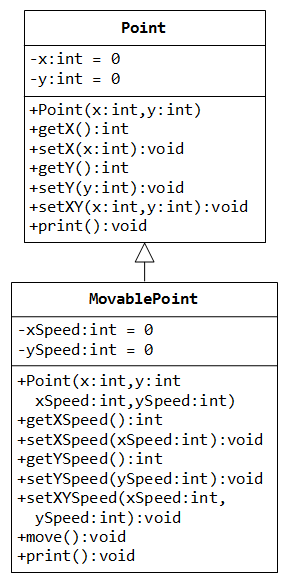 Point
-x:int = 0
-y:int = 0
+Point(x:int,y:int)
+getX():int
+setX(x:int):void
+getY():int
+setY(y:int):void
+setXY(x:int,y:int):void
+print():void
MovablePoint
-xSpeed:int = 0
-ySpeed:int = 0
+Point(x:int,y:int
xSpeed:int,ySpeed:int)
+getXSpeed():int
+setXSpeed(xSpeed:int):void
+getYSpeed():int
+setYSpeed(ySpeed:int):void
+setXYSpeed(xSpeed:int,
ySpeed:int):void
+move():void
+print():void